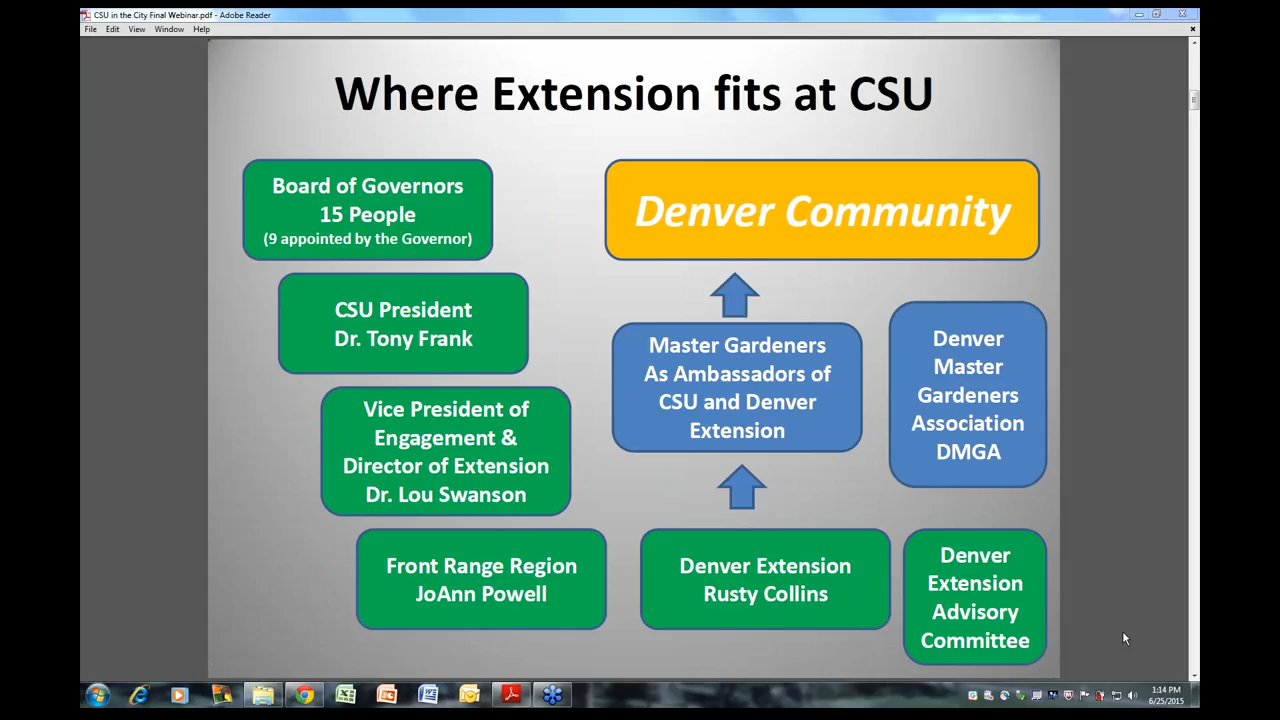 CSU in the City Final Webinar.pdf - Adobe Reader
File Edit View Window Help
Where Extension fits at CSU
Board of Governors
15 People
(9 appointed by the Governor)
Denver Community
CSU President
Dr. Tony Frank
Master Gardeners
As Ambassadors of
CSU and Denver
Extension
Denver
Master
Gardeners
Association
DMGA
Vice President of
Engagement &
Director of Extension
Dr. Lou Swanson
Front Range Region
JoAnn Powell
Denver Extension
Rusty Collins
Denver
Extension
Advisory
Committee
1:14 PM
6/25/2015